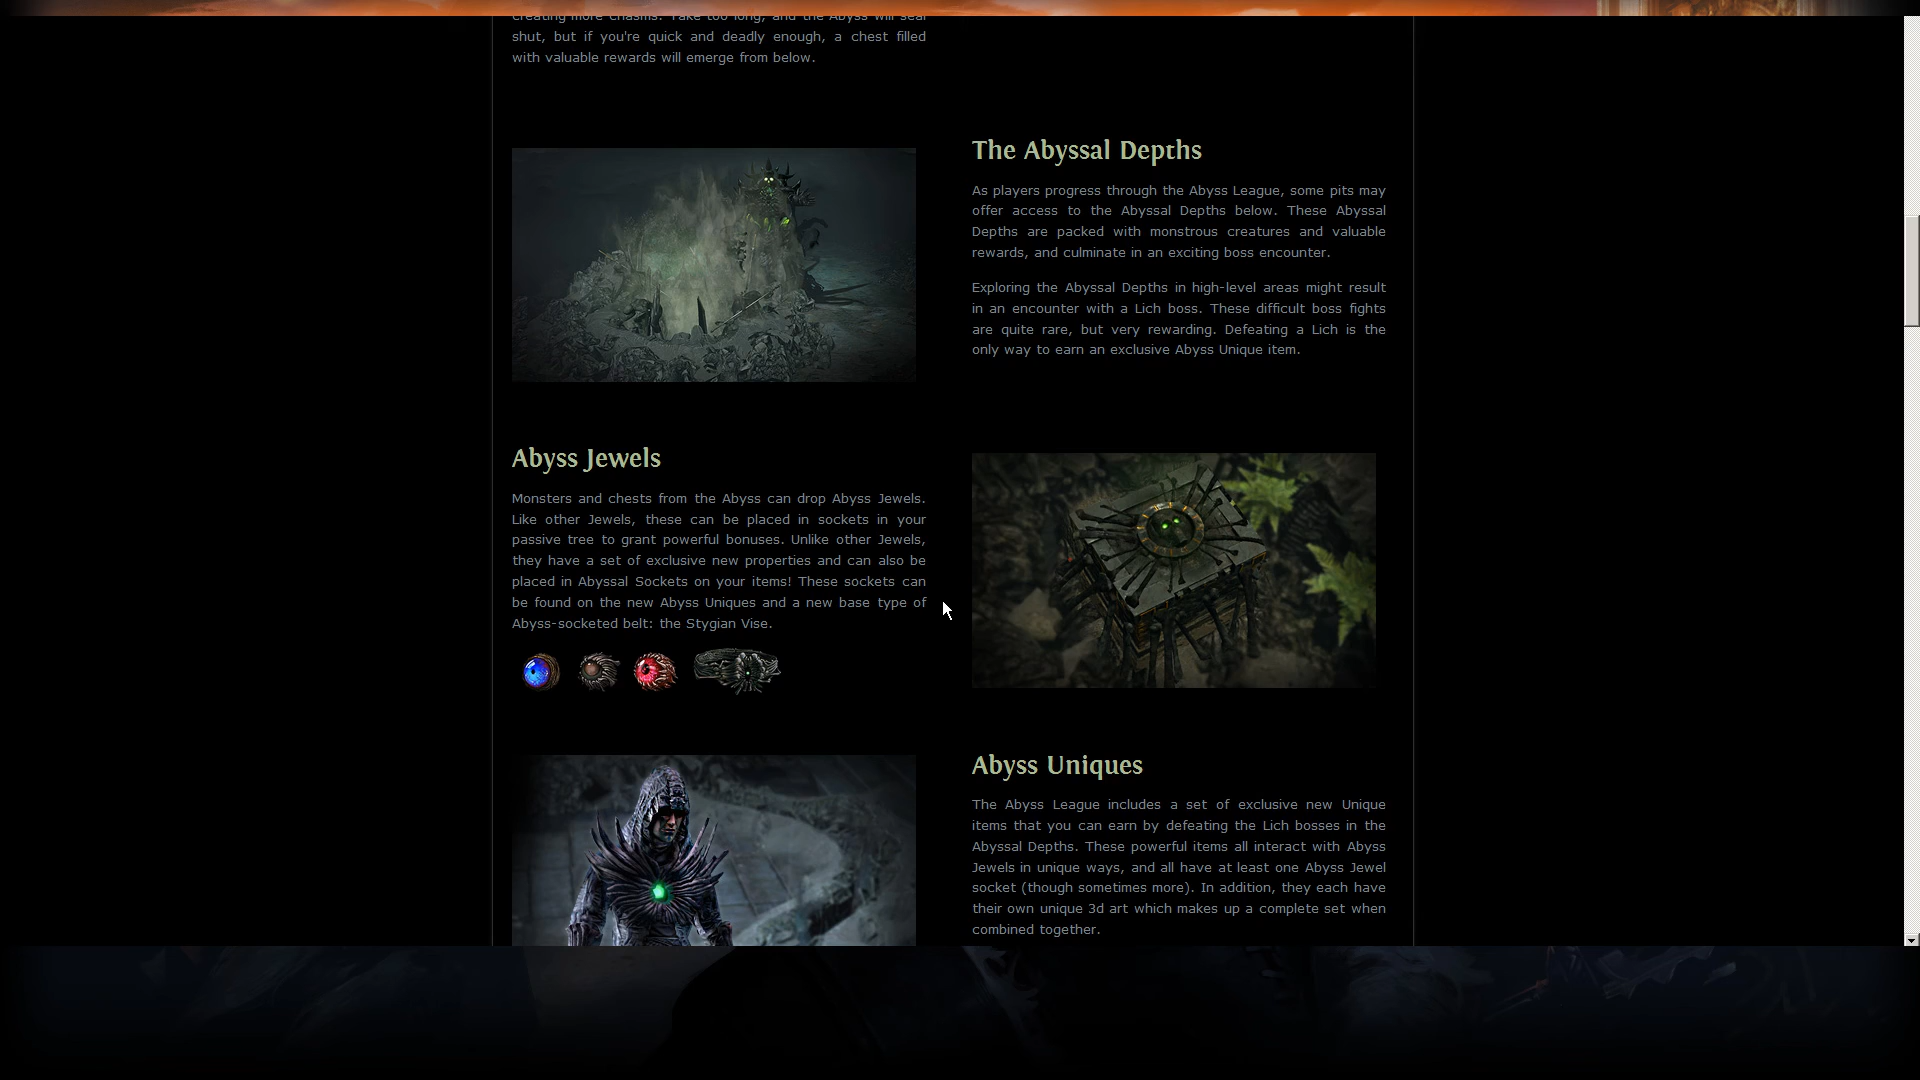 creating more chasms. Take too long, and the Abyss will seal
shut, but if you're quick and deadly enough, a chest filled
with valuable rewards will emerge from below.
The Abyssal Depths
As players progress through the Abyss League, some pits may
offer access to the Abyssal Depths below. These Abyssal
Depths are packed with monstrous creatures and valuable
rewards, and culminate in an exciting boss encounter.
Exploring the Abyssal Depths in high-level areas might result
in an encounter with a Lich boss. These difficult boss fights
are quite rare, but very rewarding. Defeating a Lich is the
only way to earn an exclusive Abyss Unique item.
Abyss Jewels
Monsters and chests from the Abyss can drop Abyss Jewels.
Like other Jewels, these can be placed in sockets in your
passive tree to grant powerful bonuses. Unlike other Jewels,
they have a set of exclusive new properties and can also be
placed in Abyssal Sockets on your items! These sockets can
be found on the new Abyss Uniques and a new base type of
Abyss-socketed belt: the Stygian Vise.
Abyss Uniques
The Abyss League includes a set of exclusive new Unique
items that you can earn by defeating the Lich bosses in the
Abyssal Depths. These powerful items all interact with Abyss
Jewels in unique ways, and all have at least one Abyss Jewel
socket (though sometimes more). In addition, they each have
their own unique 3d art which makes up a complete set when
combined together.